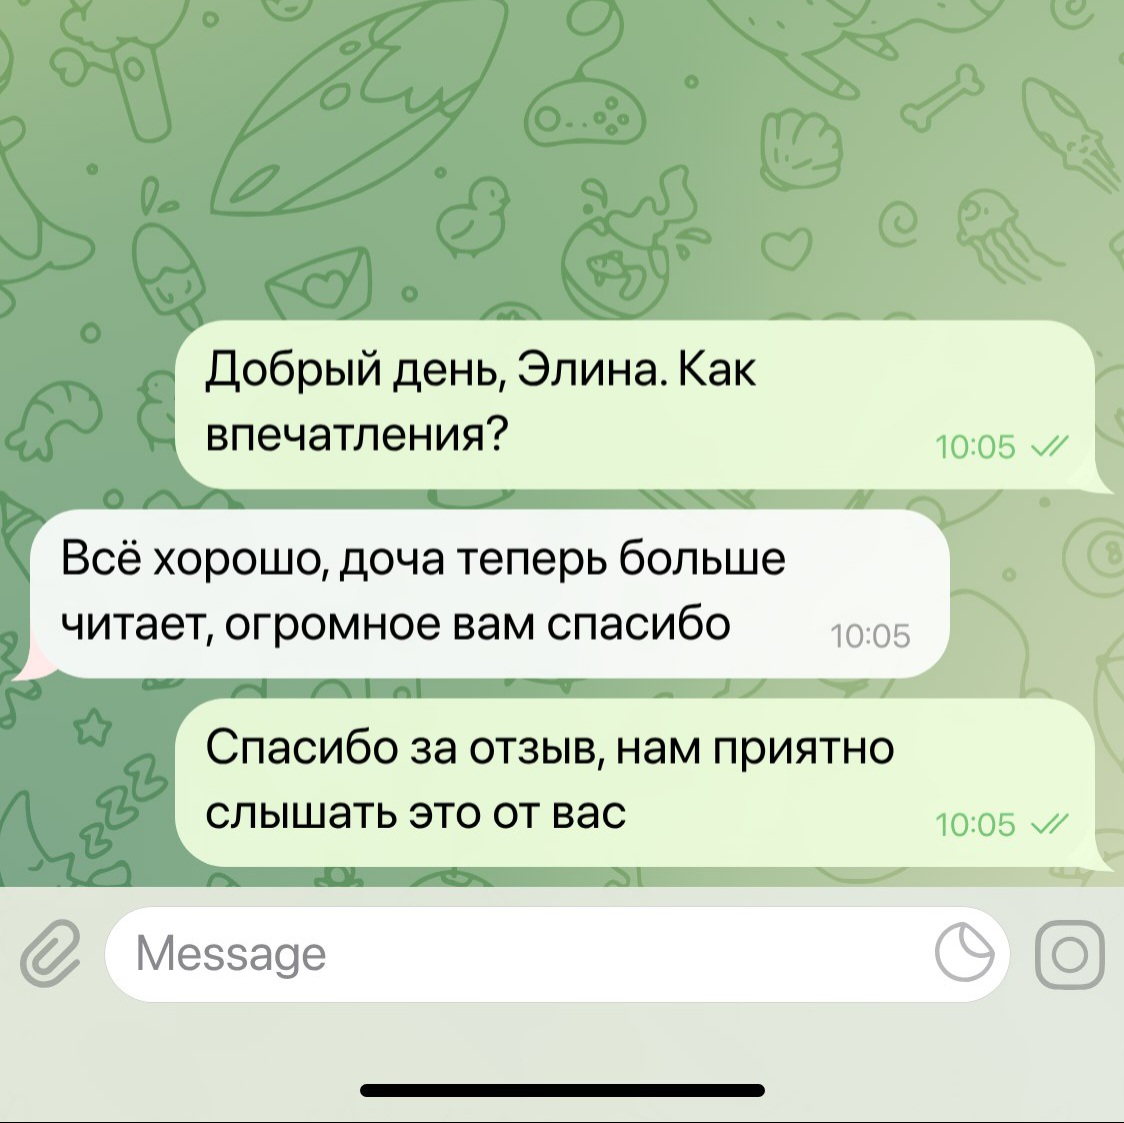 Добрый день, Элина. Как
впечатления?
10:05
Всё хорошо, доча теперь больше
читает, огромное вам спасибо
10:05
Спасибо за отзыв, нам приятно
слышать это от вас
10:05
Message